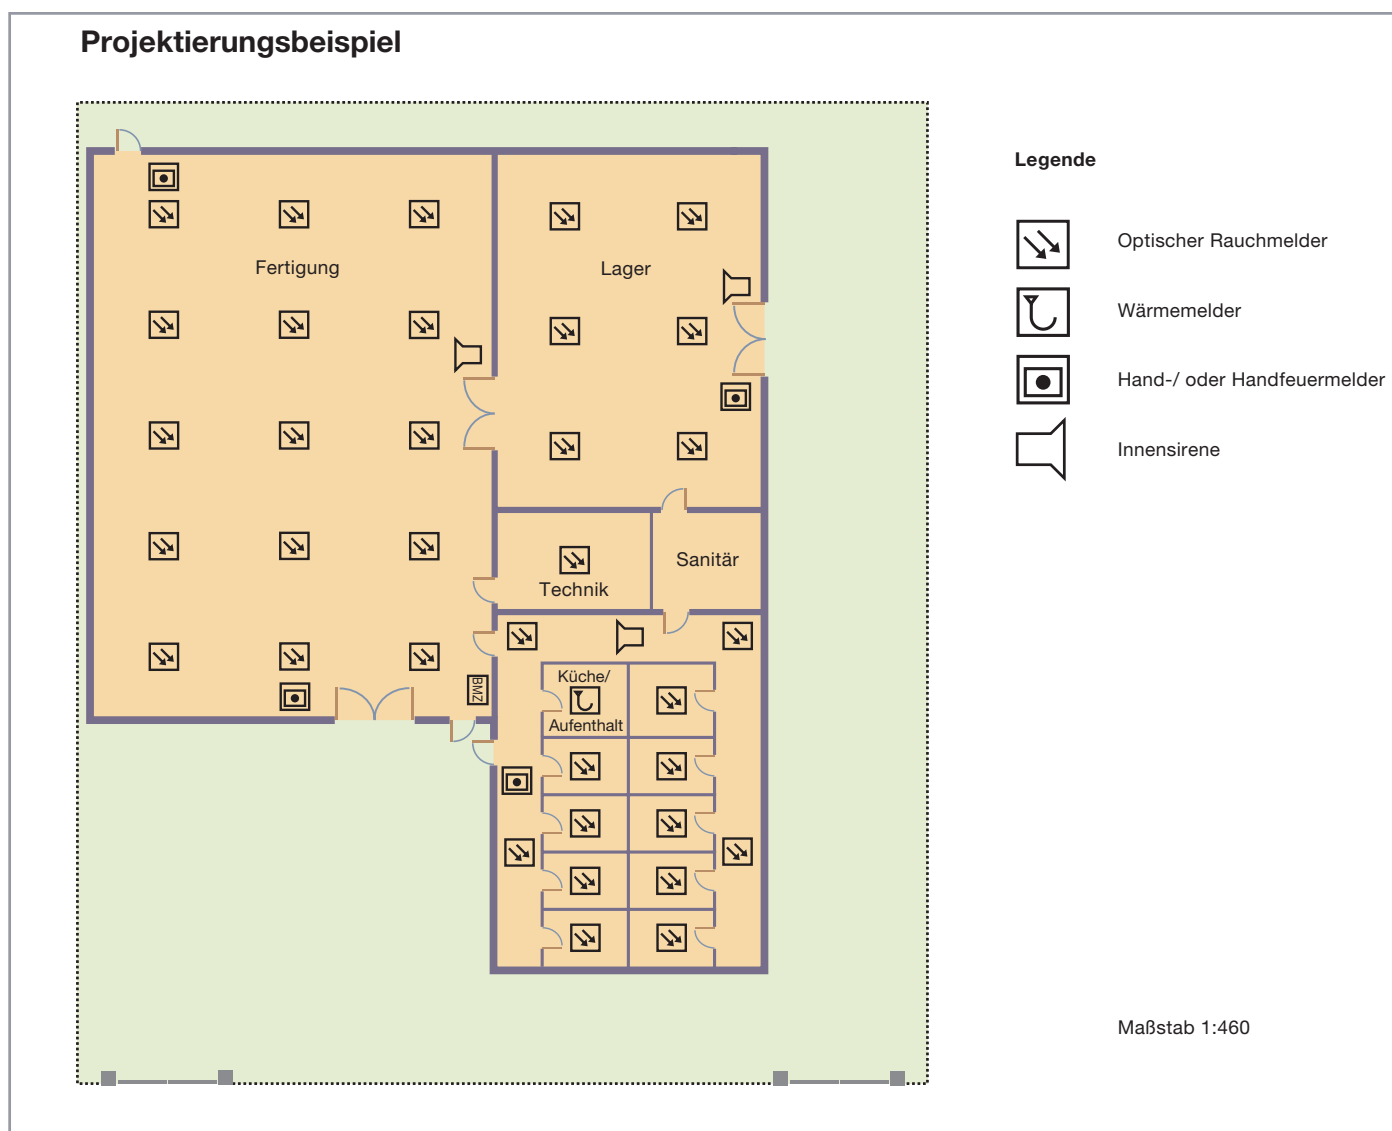 Projektierungsbeispiel
Fertigung
Lager
Technik
Sanitär
BMZ
Küche/
Aufenthalt
Legende
Optischer Rauchmelder
Wärmemelder
Hand-/ oder Handfeuermelder
Innensirene
Maßstab 1:460